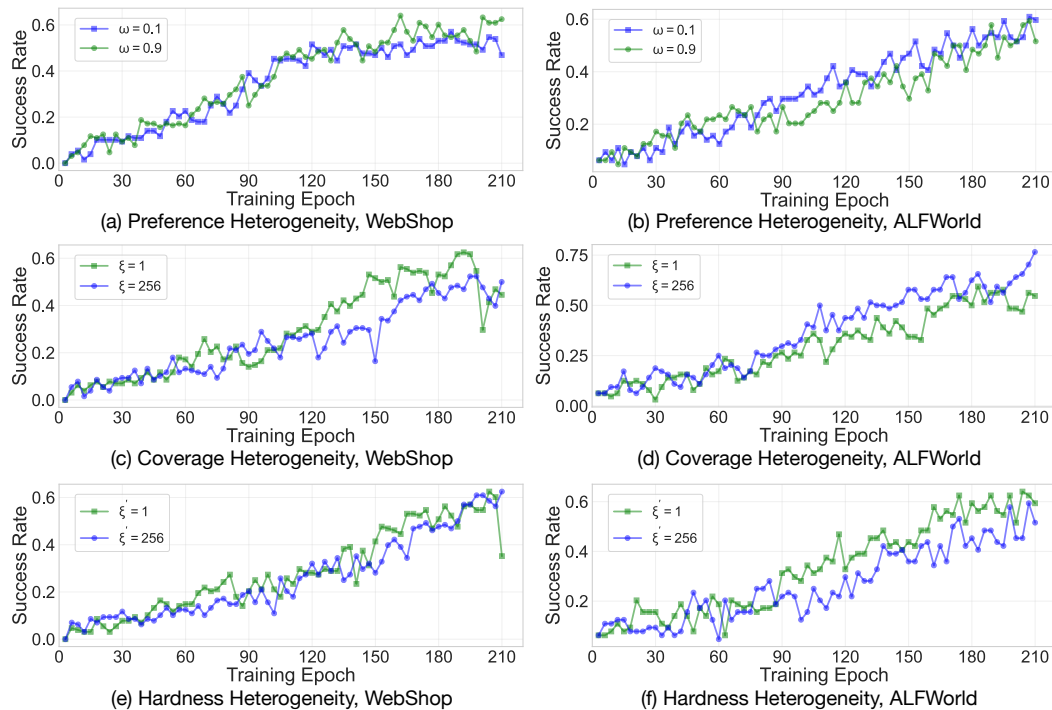 Success Rate
0.6
0.4
0.2
0.0
ω = 0.1
ω = 0.9
30 60 90 120 150 180 210
0
Training Epoch
(a) Preference Heterogeneity, WebShop
Success Rate
0.6
0.4
0.2
ω = 0.1
ω = 0.9
0 30 60 90 120 150 180 210
Training Epoch
(b) Preference Heterogeneity, ALFWorld
Success Rate
0.6
0.4
0.2
0.0
ξ = 1
ξ = 256
0 30 60 90 120 150 180 210
Training Epoch
(c) Coverage Heterogeneity, WebShop
Success Rate
0.75
0.50
0.25
0.00
ξ = 1
ξ = 256
0 30 60 90 120 150 180 210
Training Epoch
(d) Coverage Heterogeneity, ALFWorld
Success Rate
0.6
0.4
0.2
0.0
ξ' = 1
ξ' = 256
0 30 60 90 120 150 180 210
Training Epoch
(e) Hardness Heterogeneity, WebShop
Success Rate
0.6
0.4
0.2
ξ' = 1
ξ' = 256
0 30 60 90 120 150 180 210
Training Epoch
(f) Hardness Heterogeneity, ALFWorld